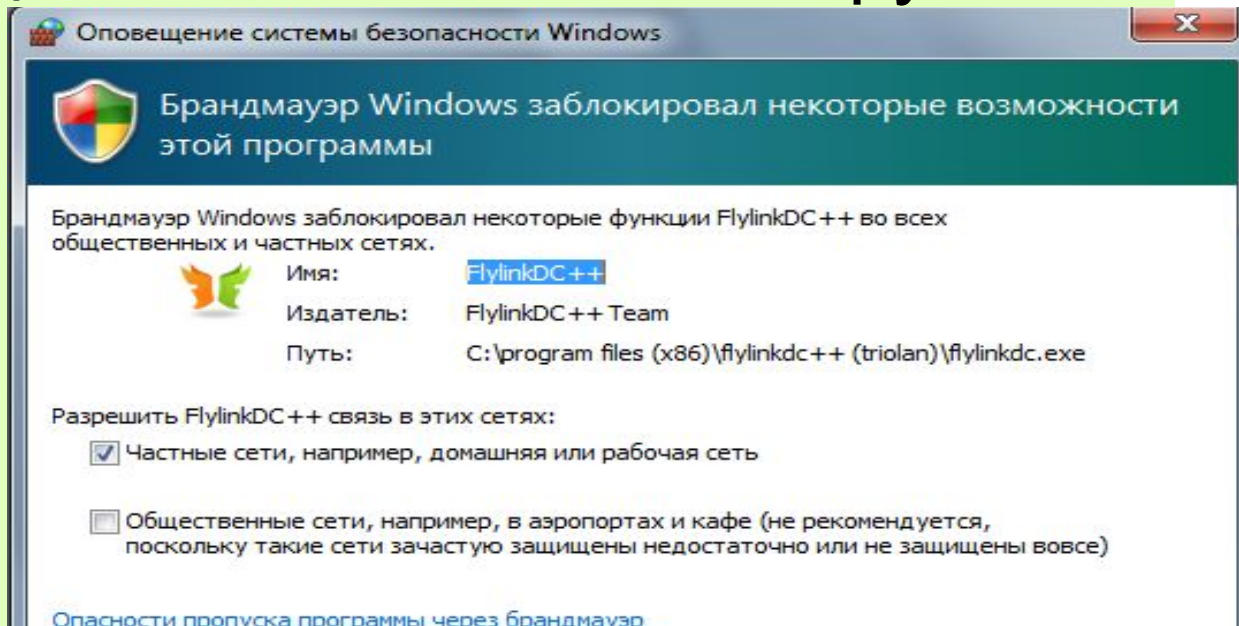 Оповещение системы безопасности Windows
Брандмауэр Windows заблокировал некоторые возможности
этой программы
Брандмауэр Windows заблокировал некоторые функции FlylinkDC++ во всех
общественных и частных сетях.
Имя: FlylinkDC++
Издатель: FlylinkDC++ Team
Путь: C:\program files (x86)\flylinkdc++ (triolan)\flylinkdc.exe
Разрешить FlylinkDC++ связь в этих сетях:
Частные сети, например, домашняя или рабочая сеть
Общественные сети, например, в аэропортах и кафе (не рекомендуется,
поскольку такие сети зачастую защищены недостаточно или не защищены вовсе)
Опасности пропуска программы через брандмауэр